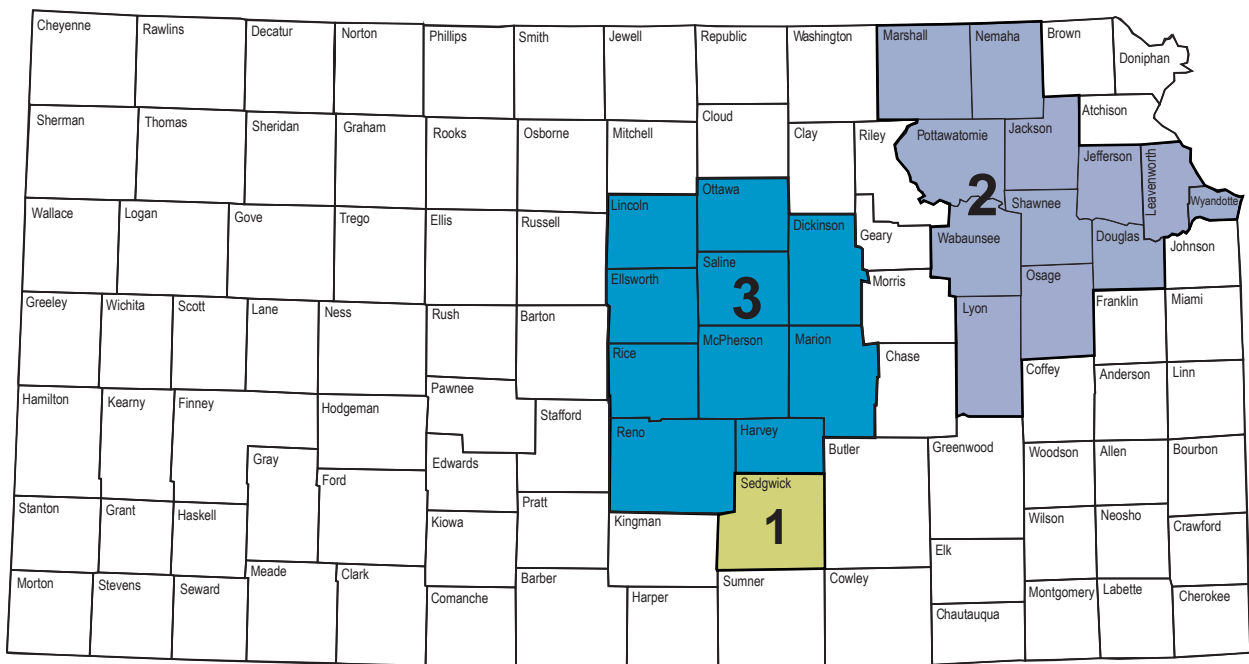 Cheyenne
Rawlins
Decatur
Norton
Phillips
Smith
Jewell
Republic
Washington
Marshall
Nemaha
Brown
Doniphan
Sherman
Thomas
Sheridan
Graham
Rooks
Osborne
Mitchell
Cloud
Clay
Riley
Pottawatomie
Jackson
Atchison
Jefferson
Leavenworth
Wyandotte
Wallace
Logan
Gove
Trego
Ellis
Russell
Lincoln
Ottawa
Dickinson
Geary
Wabaunsee
2
Shawnee
Douglas
Johnson
Ellsworth
Saline
3
Morris
Osage
Greeley
Wichita
Scott
Lane
Ness
Rush
Barton
Rice
McPherson
Marion
Chase
Lyon
Franklin
Miami
Hamilton
Kearny
Finney
Hodgeman
Pawnee
Stafford
Reno
Harvey
Butler
Greenwood
Coffey
Anderson
Linn
Gray
Ford
Edwards
Sedgwick
1
Woodson
Allen
Bourbon
Stanton
Grant
Haskell
Kiowa
Pratt
Kingman
Elk
Wilson
Neosho
Crawford
Morton
Stevens
Seward
Meade
Clark
Comanche
Barber
Harper
Sumner
Cowley
Chautauqua
Montgomery
Labette
Cherokee